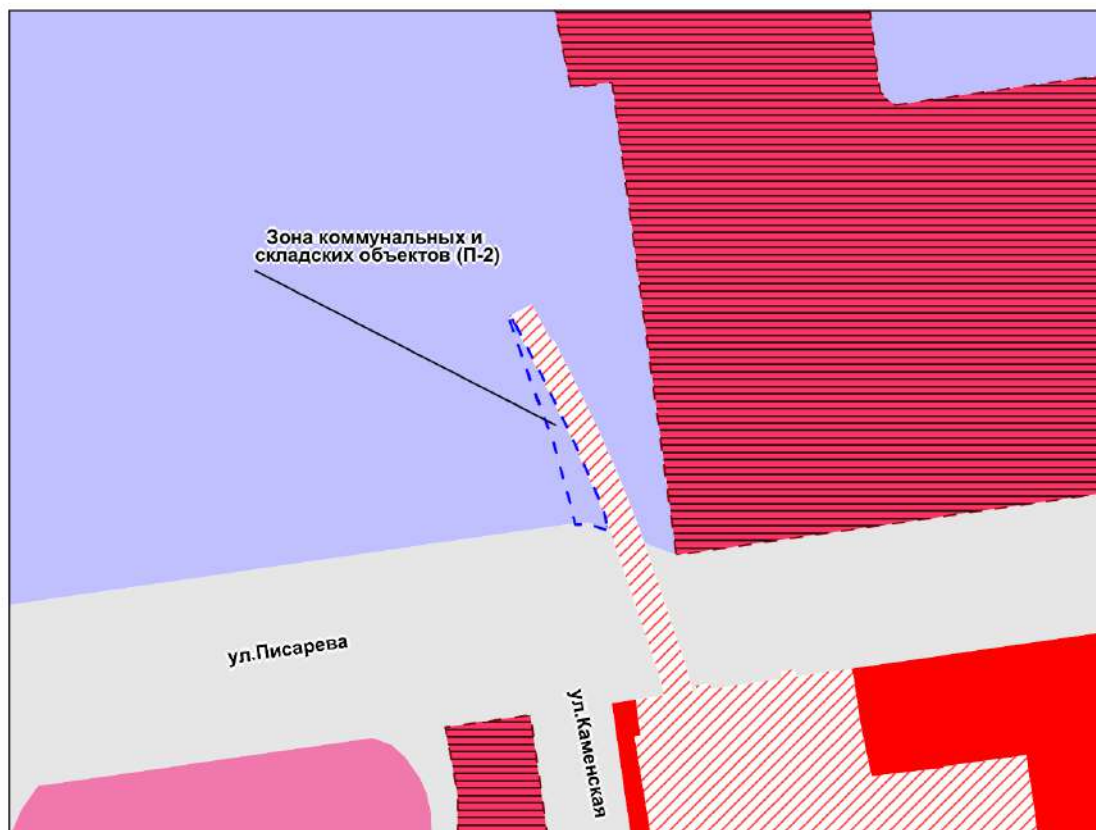 Зона коммунальных и
складских объектов (П-2)
ул.Писарева
ул.Каменская